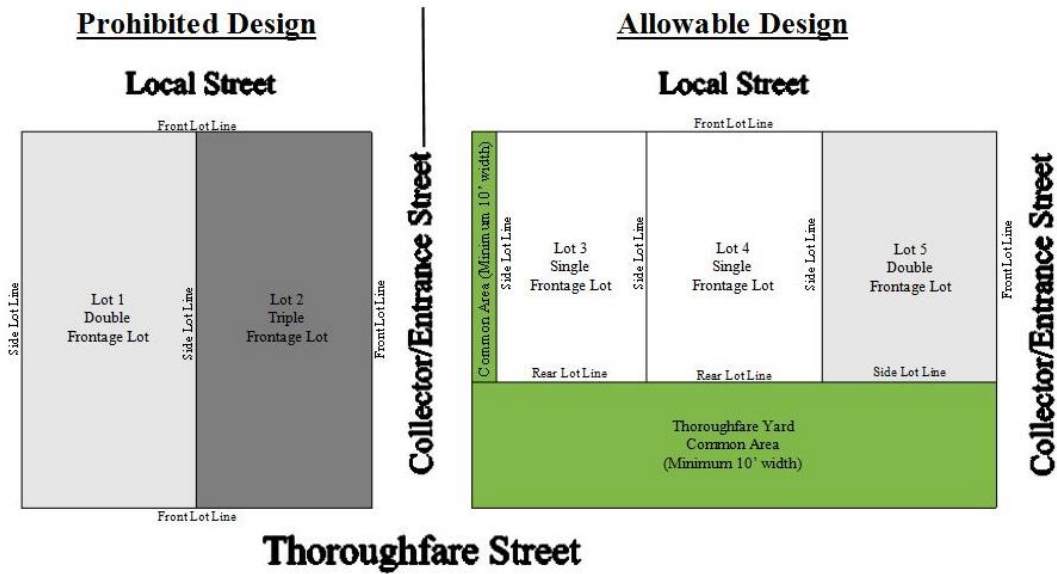 Prohibited Design
Allowable Design
Local Street
Local Street
Front Lot Line
Front Lot Line
Side Lot Line
Lot 1
Double
Frontage Lot
Side Lot Line
Lot 2
Triple
Frontage Lot
Front Lot Line
Front Lot Line
Collector/Entrance Street
Common Area (Minimum 10’ width)
Side Lot Line
Lot 3
Single
Frontage Lot
Side Lot Line
Lot 4
Single
Frontage Lot
Side Lot Line
Lot 5
Double
Frontage Lot
Front Lot Line
Collector/Entrance Street
Rear Lot Line
Rear Lot Line
Side Lot Line
Thoroughfare Yard
Common Area
(Minimum 10’ width)
Thoroughfare Street